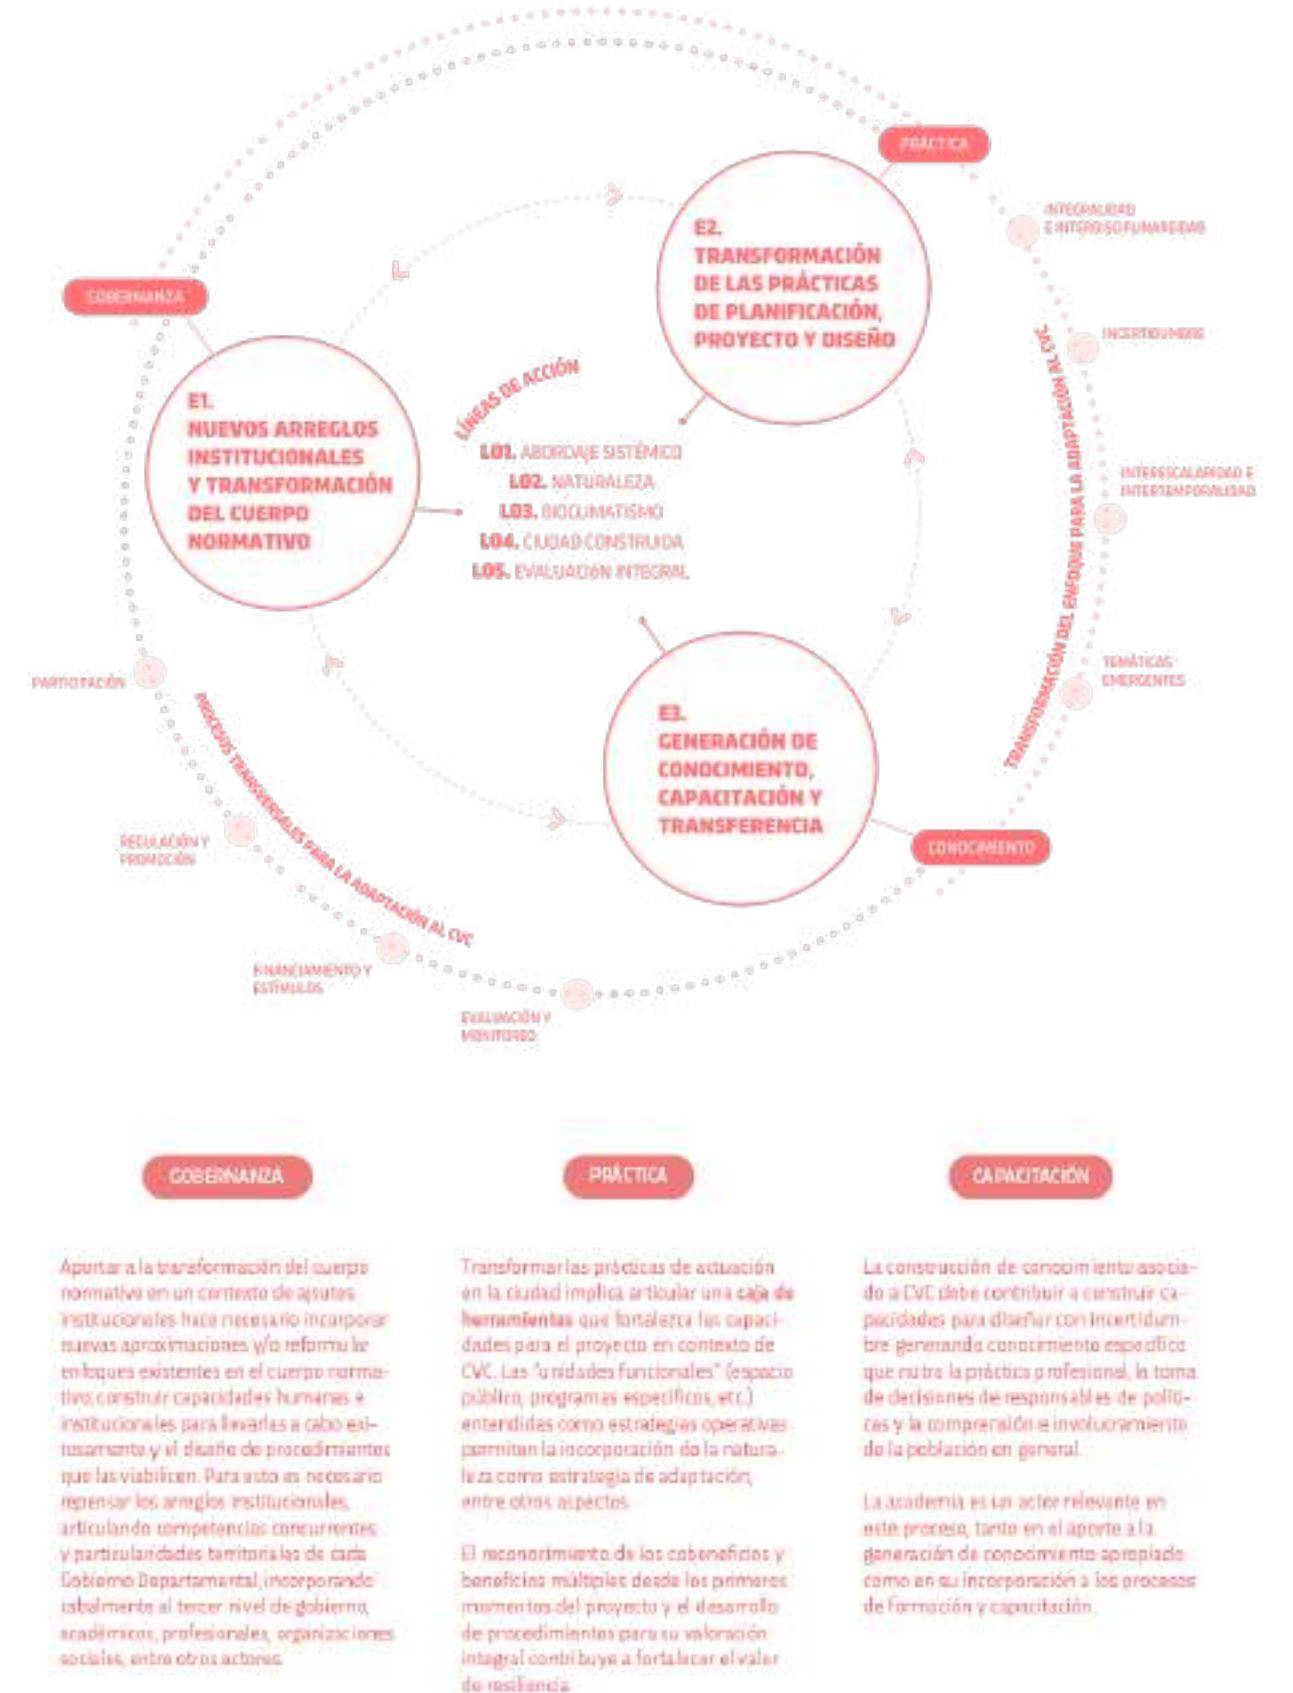 PRÁCTICA
INTEGRALIDAD
E INTERDISCIPLINAREIDAD
GOBERNANZA
E2.
TRANSFORMACIÓN
DE LAS PRÁCTICAS
DE PLANIFICACIÓN,
PROYECTO Y DISEÑO
INCERTIDUMBRE
E1.
NUEVOS ARREGLOS
INSTITUCIONALES
Y TRANSFORMACIÓN
DEL CUERPO
NORMATIVO
LÍNEAS DE ACCIÓN
LO1. ABORDAJE SISTÉMICO
LO2. NATURALEZA
LO3. BIOCLIMATISMO
LO4. CIUDAD CONSTRUIDA
LO5. EVALUACIÓN INTEGRAL
TRANSFORMACIÓN DEL ENFOQUE PARA LA ADAPTACIÓN AL CVC
INTERESCALARIDAD E
INTERTEMPORALIDAD
TEMÁTICAS
EMERGENTES
PARTICIPACIÓN
PROCESOS TRANSVERSALES PARA LA ADAPTACIÓN AL CVC
E3.
GENERACIÓN DE
CONOCIMIENTO,
CAPACITACIÓN Y
TRANSFERENCIA
CONOCIMIENTO
REGULACIÓN Y
PROMOCIÓN
FINANCIAMIENTO Y
ESTÍMULOS
EVALUACIÓN Y
MONITOREO
GOBERNANZA
Aportar a la transformación del cuerpo
normativo en un contexto de ajustes
institucionales hace necesario incorporar
nuevas aproximaciones y/o reformular
enfoques existentes en el cuerpo norma-
tivo, construir capacidades humanas e
institucionales para llevarlas a cabo exi-
tosamente y el diseño de procedimientos
que las viabilicen. Para esto es necesario
repensar los arreglos institucionales,
articulando competencias concurrentes
y particularidades territoriales de cada
Gobierno Departamental, incorporando
cabalmente al tercer nivel de gobierno,
académicos, profesionales, organizaciones
sociales, entre otros actores.
PRÁCTICA
Transformar las prácticas de actuación
en la ciudad implica articular una caja de
herramientas que fortalezca las capaci-
dades para el proyecto en contexto de
CVC. Las "unidades funcionales" (espacio
público, programas específicos, etc.)
entendidas como estrategias operativas
permiten la incorporación de la natura-
leza como estrategia de adaptación,
entre otros aspectos.
El reconocimiento de los cobeneficios y
beneficios múltiples desde los primeros
momentos del proyecto y el desarrollo
de procedimientos para su valoración
integral contribuye a fortalecer el valor
de resiliencia.
CAPACITACIÓN
La construcción de conocimiento asocia-
do a CVC debe contribuir a construir ca-
pacidades para diseñar con incertidum-
bre generando conocimiento específico
que nutra la práctica profesional, la toma
de decisiones de responsables de políti-
cas y la comprensión e involucramiento
de la población en general.
La academia es un actor relevante en
este proceso, tanto en el aporte a la
generación de conocimiento apropiado
como en su incorporación a los procesos
de formación y capacitación.